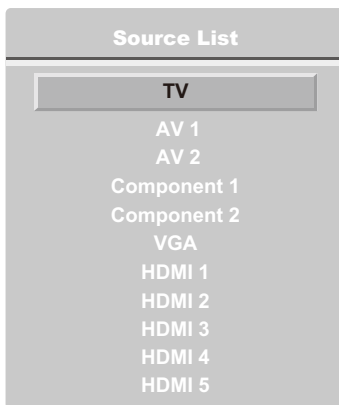 Source List
TV
AV 1
AV 2
Component 1
Component 2
VGA
HDMI 1
HDMI 2
HDMI 3
HDMI 4
HDMI 5